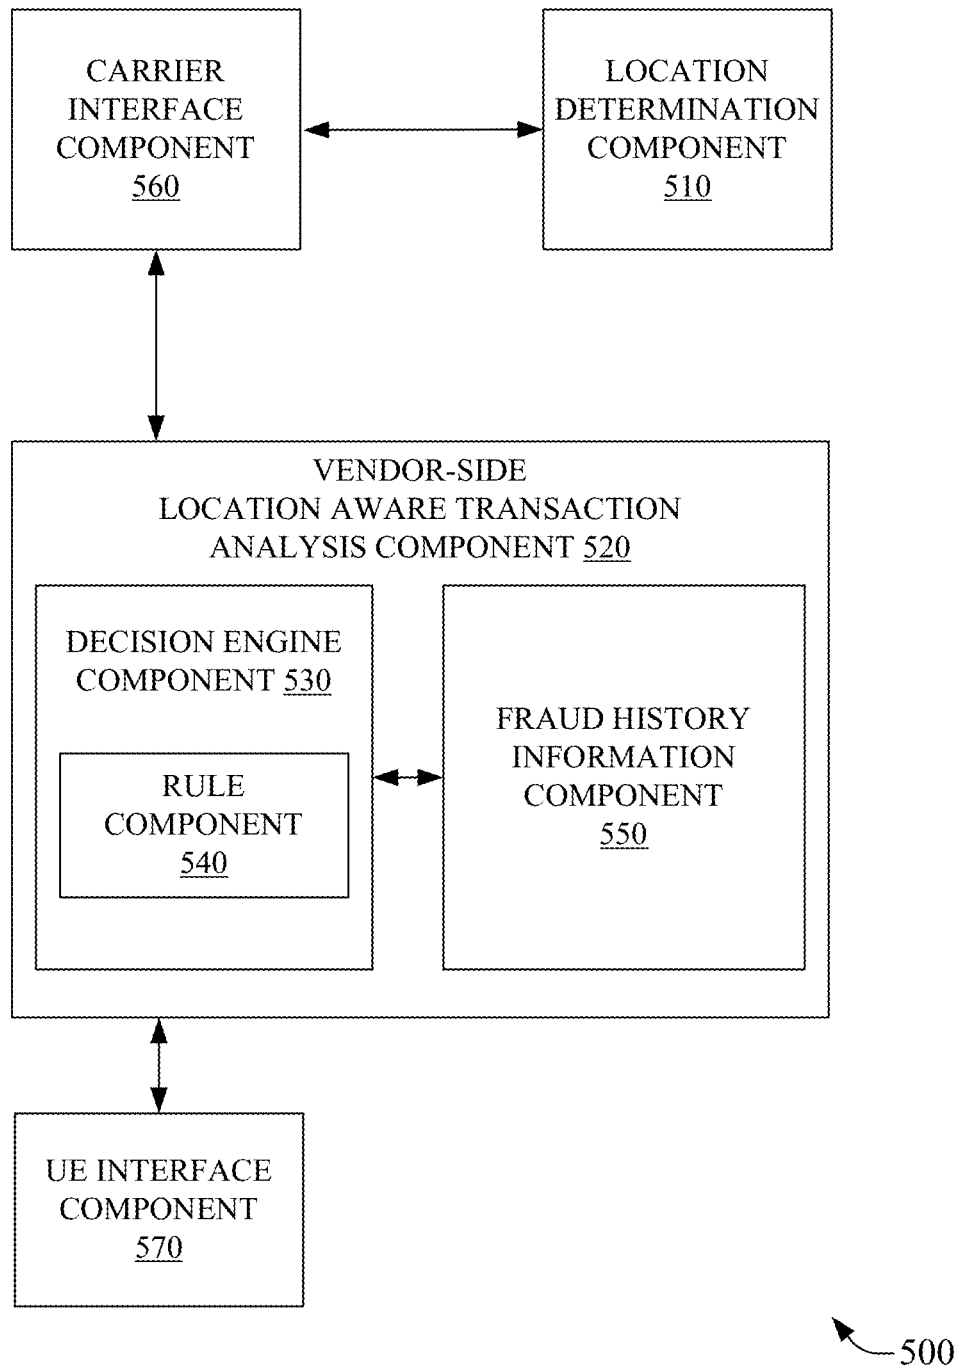 CARRIER
INTERFACE
COMPONENT
560
LOCATION
DETERMINATION
COMPONENT
510
VENDOR-SIDE
LOCATION AWARE TRANSACTION
ANALYSIS COMPONENT 520
DECISION ENGINE
COMPONENT 530
RULE
COMPONENT
540
FRAUD HISTORY
INFORMATION
COMPONENT
550
UE INTERFACE
COMPONENT
570
500